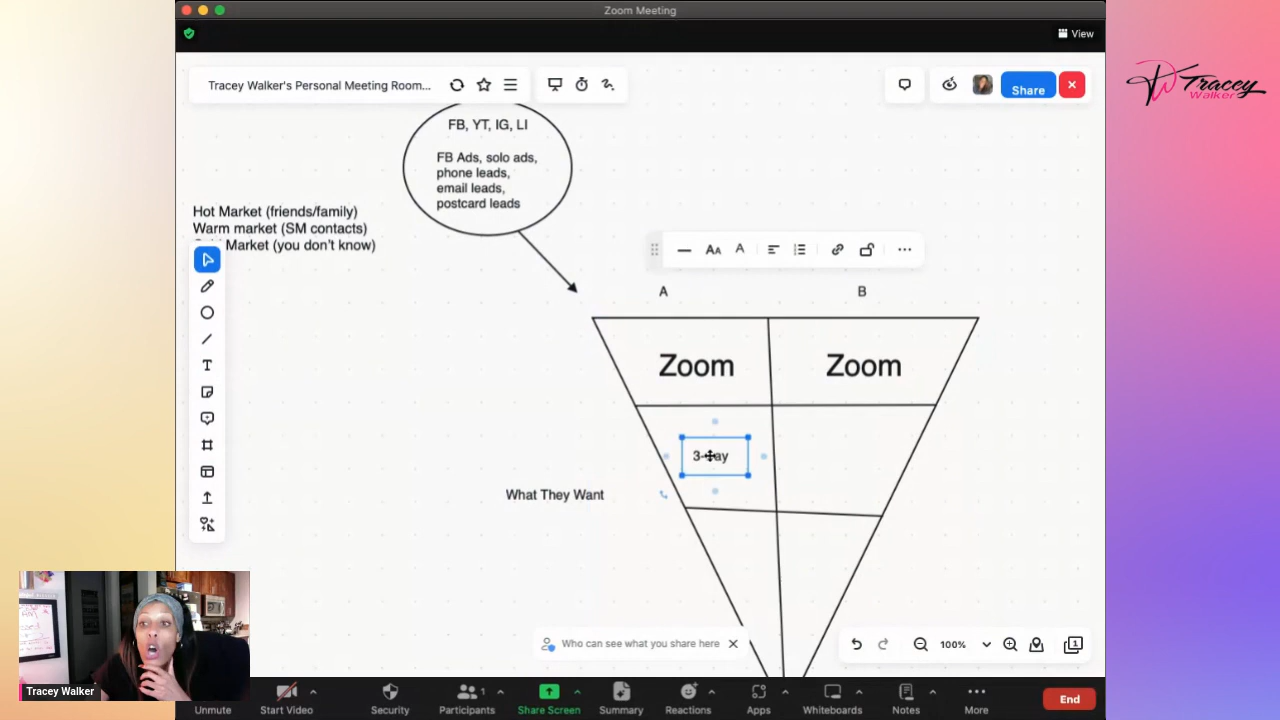 Zoom Meeting
View
Tracey Walker's Personal Meeting Room...
Share
Tracey
Walker
FB, YT, IG, LI
FB Ads, solo ads,
phone leads,
email leads,
postcard leads
Hot Market (friends/family)
Warm market (SM contacts)
Market (you don't know)
A
B
Zoom
Zoom
What They Want
Who can see what you share here
100%
1
Tracey Walker
Unmute
Start Video
Security
Participants
1
Share Screen
Summary
Reactions
Apps
Whiteboards
Notes
More
End